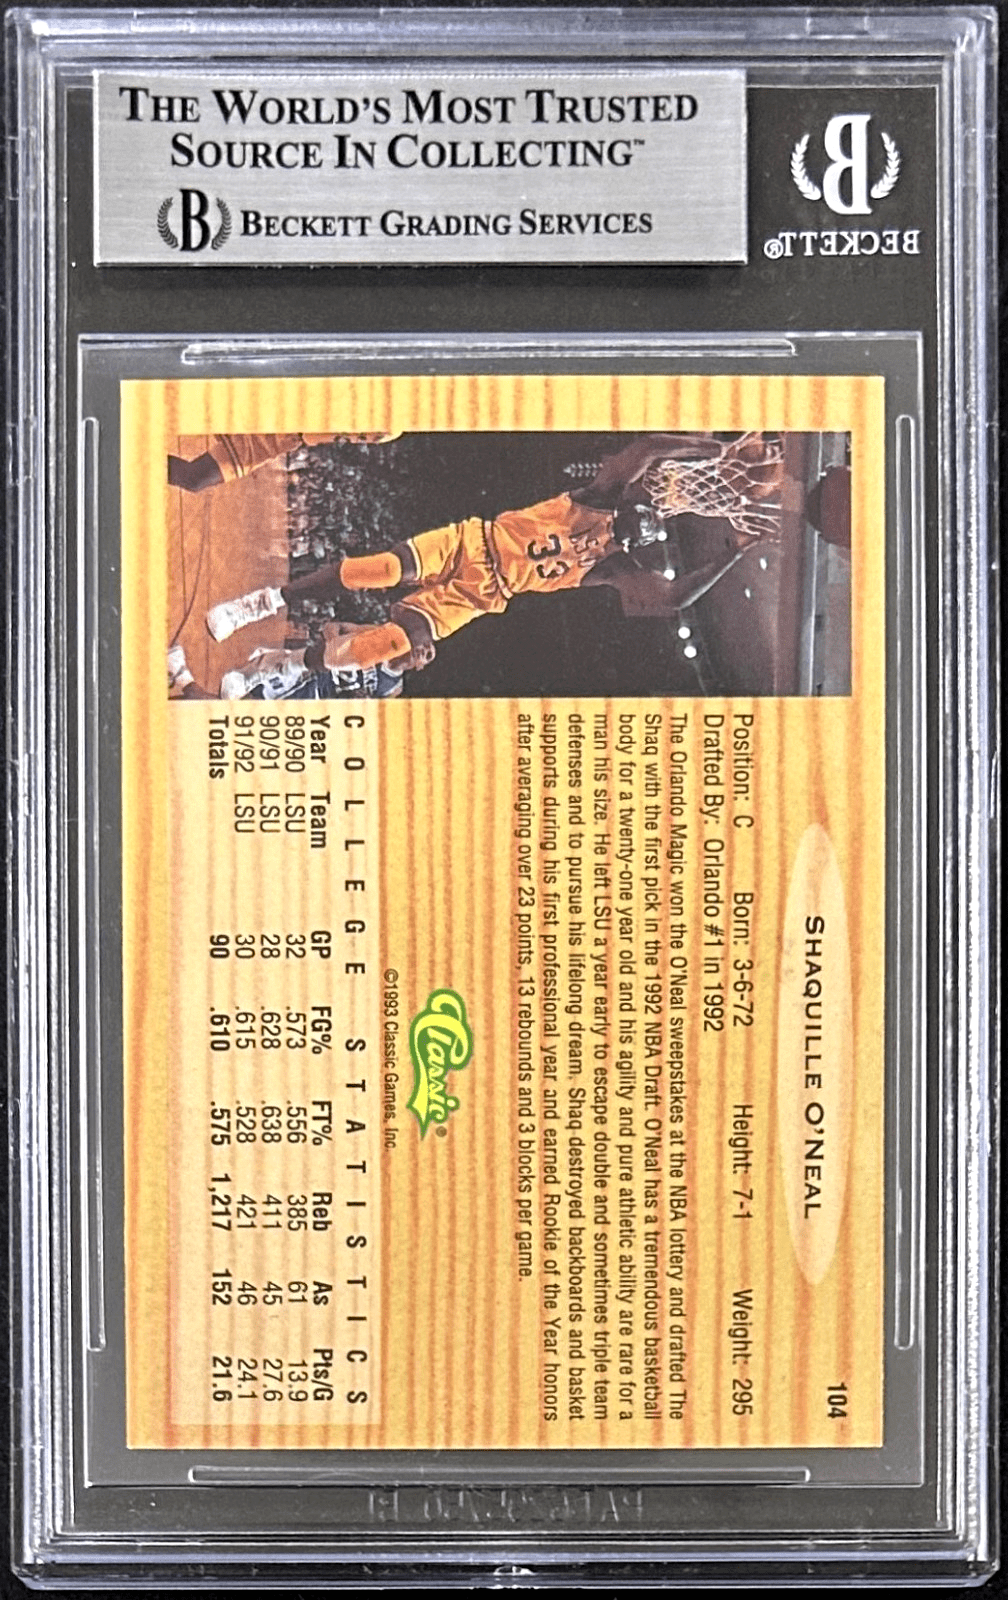 THE WORLD'S MOST TRUSTED
SOURCE IN COLLECTING™
B BECKETT GRADING SERVICES
B
BECKETT®
104
SHAQUILLE O'NEAL
Position: C Born: 3-6-72 Height: 7-1 Weight: 295
Drafted By: Orlando #1 in 1992
The Orlando Magic won the O'Neal sweepstakes at the NBA lottery and drafted The
Shaq with the first pick in the 1992 NBA Draft. O'Neal has a tremendous basketball
body for a twenty-one year old and his agility and pure athletic ability are rare for a
man his size. He left LSU a year early to escape double and sometimes triple team
defenses and to pursue his lifelong dream. Shaq destroyed backboards and basket
supports during his first professional year and earned Rookie of the Year honors
after averaging over 23 points, 13 rebounds and 3 blocks per game.
Classic®
©1993 Classic Games, Inc.
COLLEGE STATISTICS
Year Team GP FG% FT% Reb As Pts/G
89/90 LSU 32 .573 .556 385 61 13.9
90/91 LSU 28 .628 .638 411 45 27.6
91/92 LSU 30 .615 .528 421 46 24.1
Totals 90 .610 .575 1,217 152 21.6
LSU
33